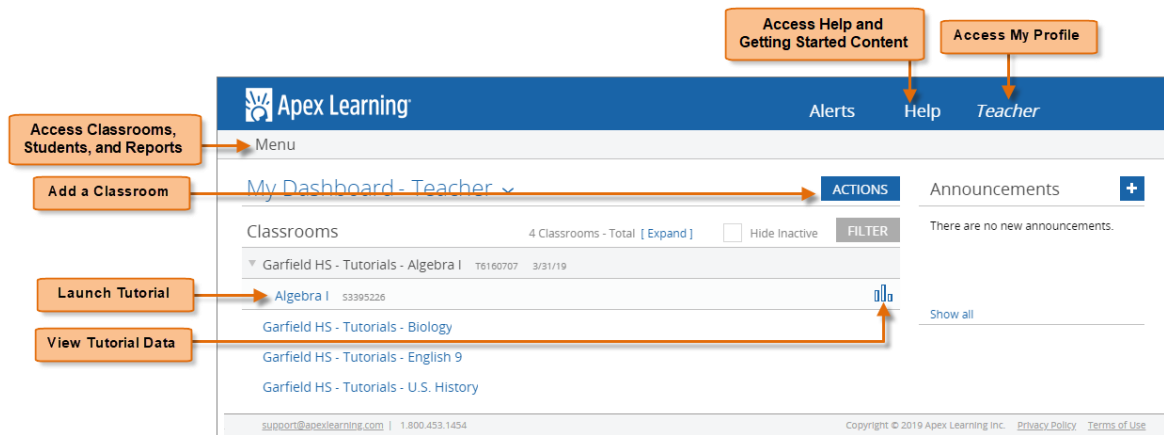 Access Help and
Getting Started Content
Access My Profile
Apex Learning
Alerts
Help
Teacher
Access Classrooms,
Students, and Reports
Menu
Add a Classroom
My Dashboard - Teacher
ACTIONS
Announcements
+
Classrooms
4 Classrooms - Total [ Expand ]
Hide Inactive
FILTER
There are no new announcements.
Garfield HS - Tutorials - Algebra I T6160707 3/31/19
Launch Tutorial
Algebra I S3395226
Show all
Garfield HS - Tutorials - Biology
View Tutorial Data
Garfield HS - Tutorials - English 9
Garfield HS - Tutorials - U.S. History
support@apexlearning.com | 1.800.453.1454
Copyright © 2019 Apex Learning Inc. Privacy Policy Terms of Use